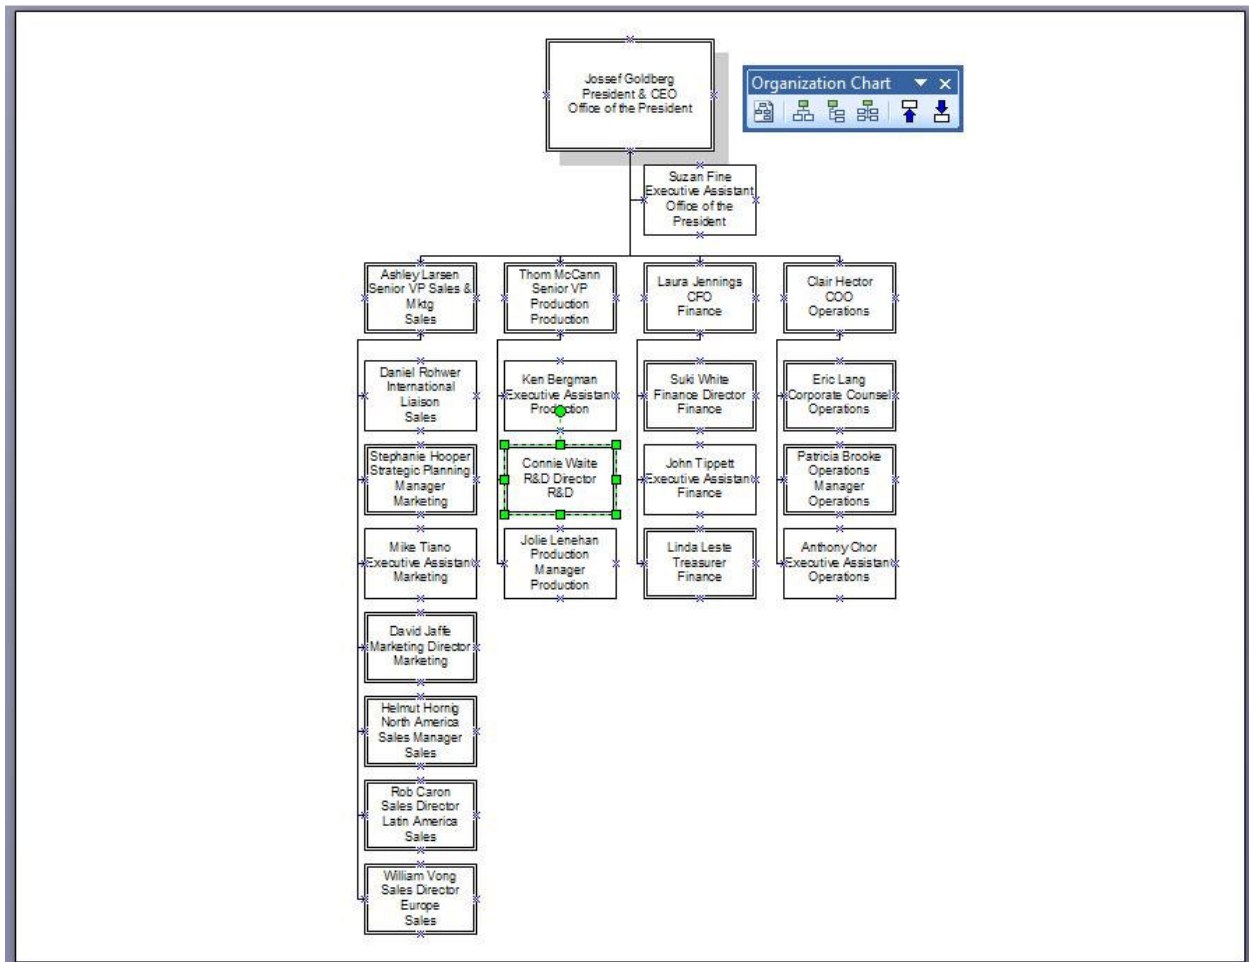 Jossef Goldberg
President & CEO
Office of the President
Organization Chart
Suzan Fine
Executive Assistant
Office of the
President
Ashley Larsen
Senior VP Sales &
Mktg
Sales
Thom McCann
Senior VP
Production
Production
Laura Jennings
CFO
Finance
Clair Hector
COO
Operations
Daniel Rohwer
International
Liaison
Sales
Ken Bergman
Executive Assistant
Production
Suki White
Finance Director
Finance
Eric Lang
Corporate Counsel
Operations
Stephanie Hooper
Strategic Planning
Manager
Marketing
Connie Waite
R&D Director
R&D
John Tippett
Executive Assistant
Finance
Patricia Brooke
Operations
Manager
Operations
Mike Tiano
Executive Assistant
Marketing
Jolie Lenehan
Production
Manager
Production
Linda Leste
Treasurer
Finance
Anthony Chor
Executive Assistant
Operations
David Jaffe
Marketing Director
Marketing
Helmut Hornig
North America
Sales Manager
Sales
Rob Caron
Sales Director
Latin America
Sales
William Vong
Sales Director
Europe
Sales